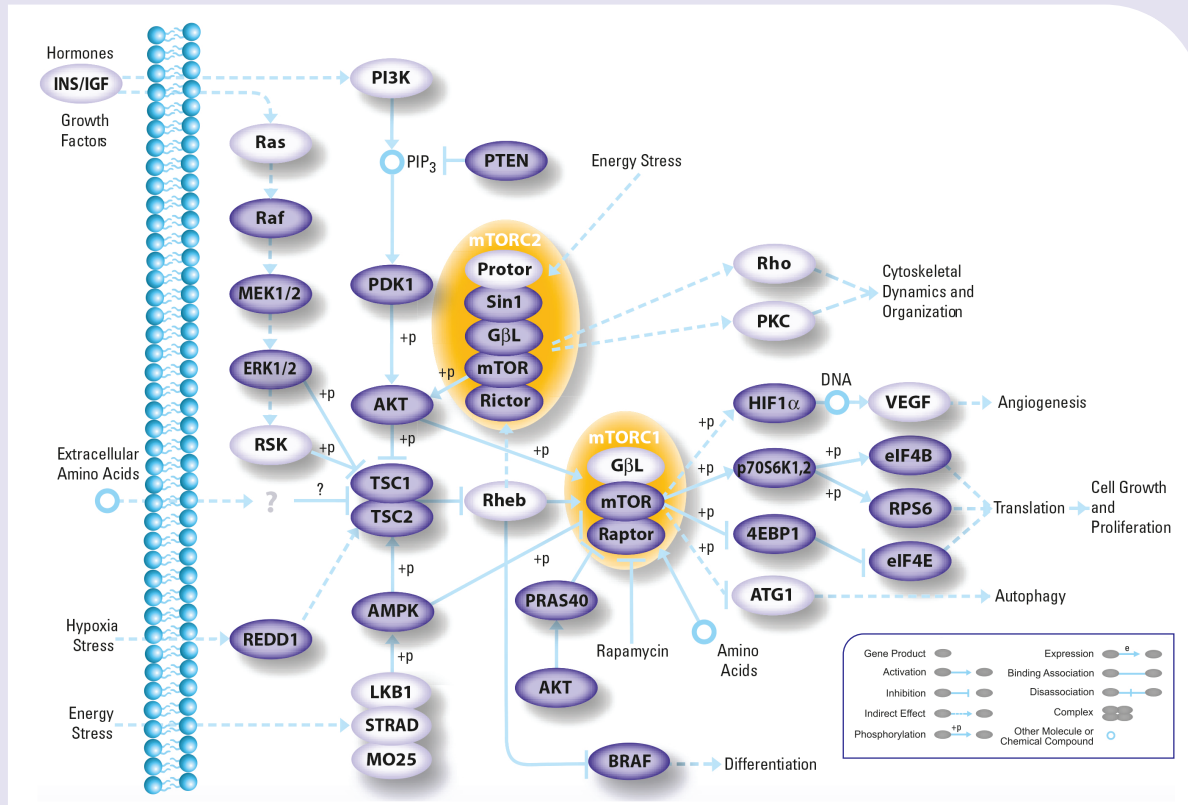 Hormones
INS/IGF
Growth
Factors
PI3K
Ras
PIP3
PTEN
Energy Stress
Raf
mTORC2
Protor
Sin1
GβL
mTOR
Rictor
Rho
PKC
Cytoskeletal
Dynamics and
Organization
MEK1/2
PDK1
+p
+p
ERK1/2
+p
AKT
+p
RSK
+p
+p
Extracellular
Amino Acids
?
?
TSC1
TSC2
Rheb
mTORC1
GβL
mTOR
Raptor
+p
+p
+p
+p
HIF1α
DNA
VEGF
Angiogenesis
p70S6K1,2
+p
+p
eIF4B
RPS6
Translation
Cell Growth
and
Proliferation
4EBP1
eIF4E
ATG1
Autophagy
+p
+p
AMPK
PRAS40
AKT
Rapamycin
Amino
Acids
Hypoxia
Stress
REDD1
+p
LKB1
STRAD
MO25
Energy
Stress
BRAF
Differentiation
Gene Product
Activation
Inhibition
Indirect Effect
Phosphorylation
+p
Expression
e
Binding Association
Disassociation
Complex
Other Molecule or
Chemical Compound